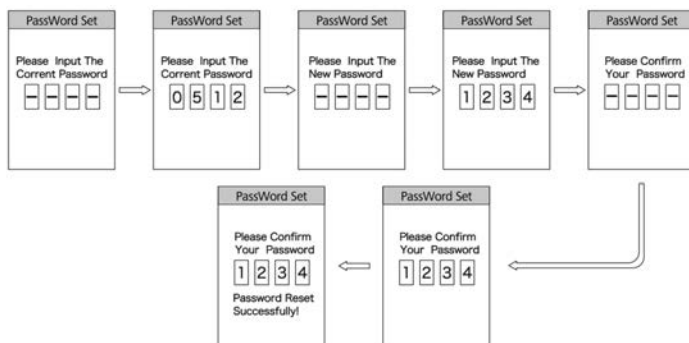 PassWord Set
Please Input The
Corrent Password
– – – –
PassWord Set
Please Input The
Corrent Password
0 5 1 2
PassWord Set
Please Input The
New Password
– – – –
PassWord Set
Please Input The
New Password
1 2 3 4
PassWord Set
Please Confirm
Your Password
– – – –
PassWord Set
Please Confirm
Your Password
1 2 3 4
PassWord Set
Please Confirm
Your Password
1 2 3 4
Password Reset
Successfully!